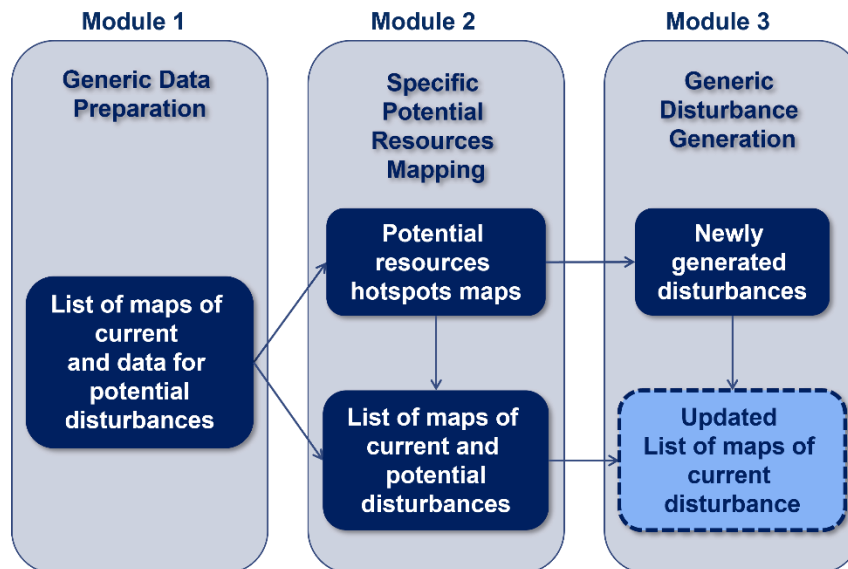 Module 1
Module 2
Module 3
Generic Data
Preparation
Specific
Potential
Resources
Mapping
Generic
Disturbance
Generation
List of maps of
current
and data for
potential
disturbances
Potential
resources
hotspots maps
Newly
generated
disturbances
List of maps of
current and
potential
disturbances
Updated
List of maps of
current
disturbance